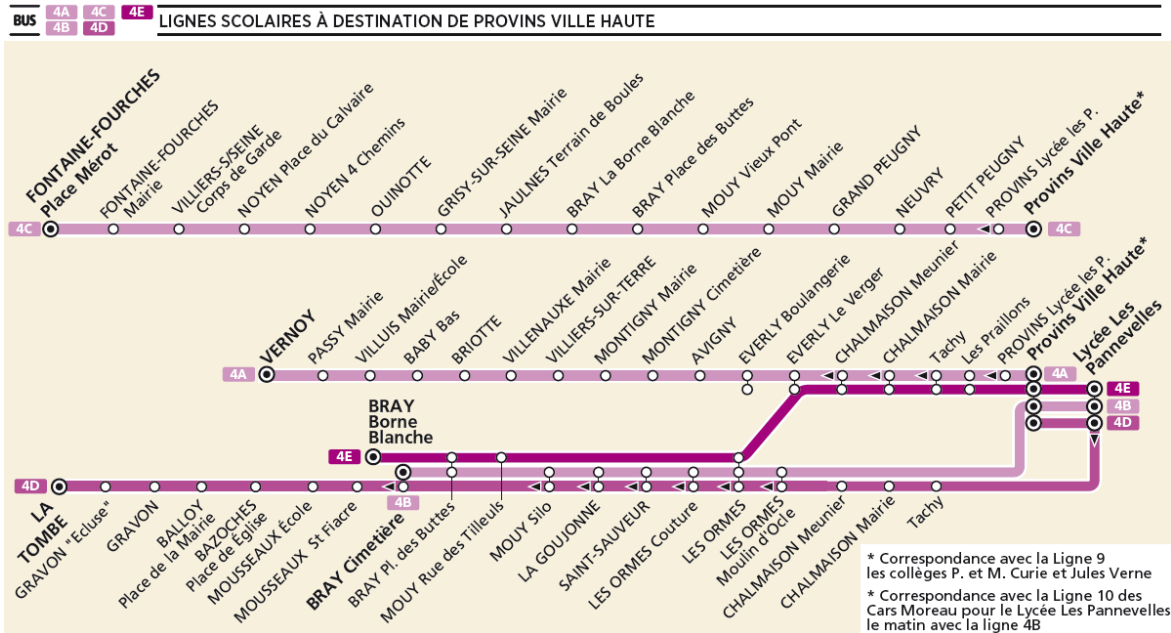 BUS 4A 4C 4E LIGNES SCOLAIRES À DESTINATION DE PROVINS VILLE HAUTE
4B 4D
FONTAINE-FOURCHES
Place Mérot
FONTAINE-FOURCHES
Mairie
VILLIERS-S/SEINE
Corps de Garde
NOYEN Place du Calvaire
NOYEN 4 Chemins
OUINOTTE
GRISY-SUR-SEINE Mairie
JAULNES Terrain de Boules
BRAY La Borne Blanche
BRAY Place des Buttes
MOUY Vieux Pont
MOUY Mairie
GRAND PEUGNY
NEUVRY
PETIT PEUGNY
PROVINS Lycée les P.
Provins Ville Haute*
4C
4C
VERNOY
PASSY Mairie
VILLUIS Mairie/École
BABY Bas
BRIOTTE
VILLENAUXE Mairie
VILLIERS-SUR-TERRE
MONTIGNY Mairie
MONTIGNY Cimetière
AVIGNY
EVERLY Boulangerie
EVERLY Le Verger
CHALMAISON Meunier
CHALMAISON Mairie
Tachy
Les Praillons
PROVINS Lycée les P.
Provins Ville Haute*
Lycée Les
Pannevelles
4A
4A
4E
4B
4D
BRAY
Borne
Blanche
4E
4D
4B
LA
TOMBE
GRAVON "Ecluse"
GRAVON
BALLOY
Place de la Mairie
BAZOCHES
Place de Église
MOUSSEAUX École
MOUSSEAUX St Fiacre
BRAY Cimetière
BRAY Pl. des Buttes
MOUY Rue des Tilleuls
MOUY Silo
LA GOUJONNE
SAINT-SAUVEUR
LES ORMES Couture
LES ORMES
LES ORMES
Moulin d'Ocle
CHALMAISON Meunier
CHALMAISON Mairie
Tachy
* Correspondance avec la Ligne 9
les collèges P. et M. Curie et Jules Verne
* Correspondance avec la Ligne 10 des
Cars Moreau pour le Lycée Les Pannevelles
le matin avec la ligne 4B